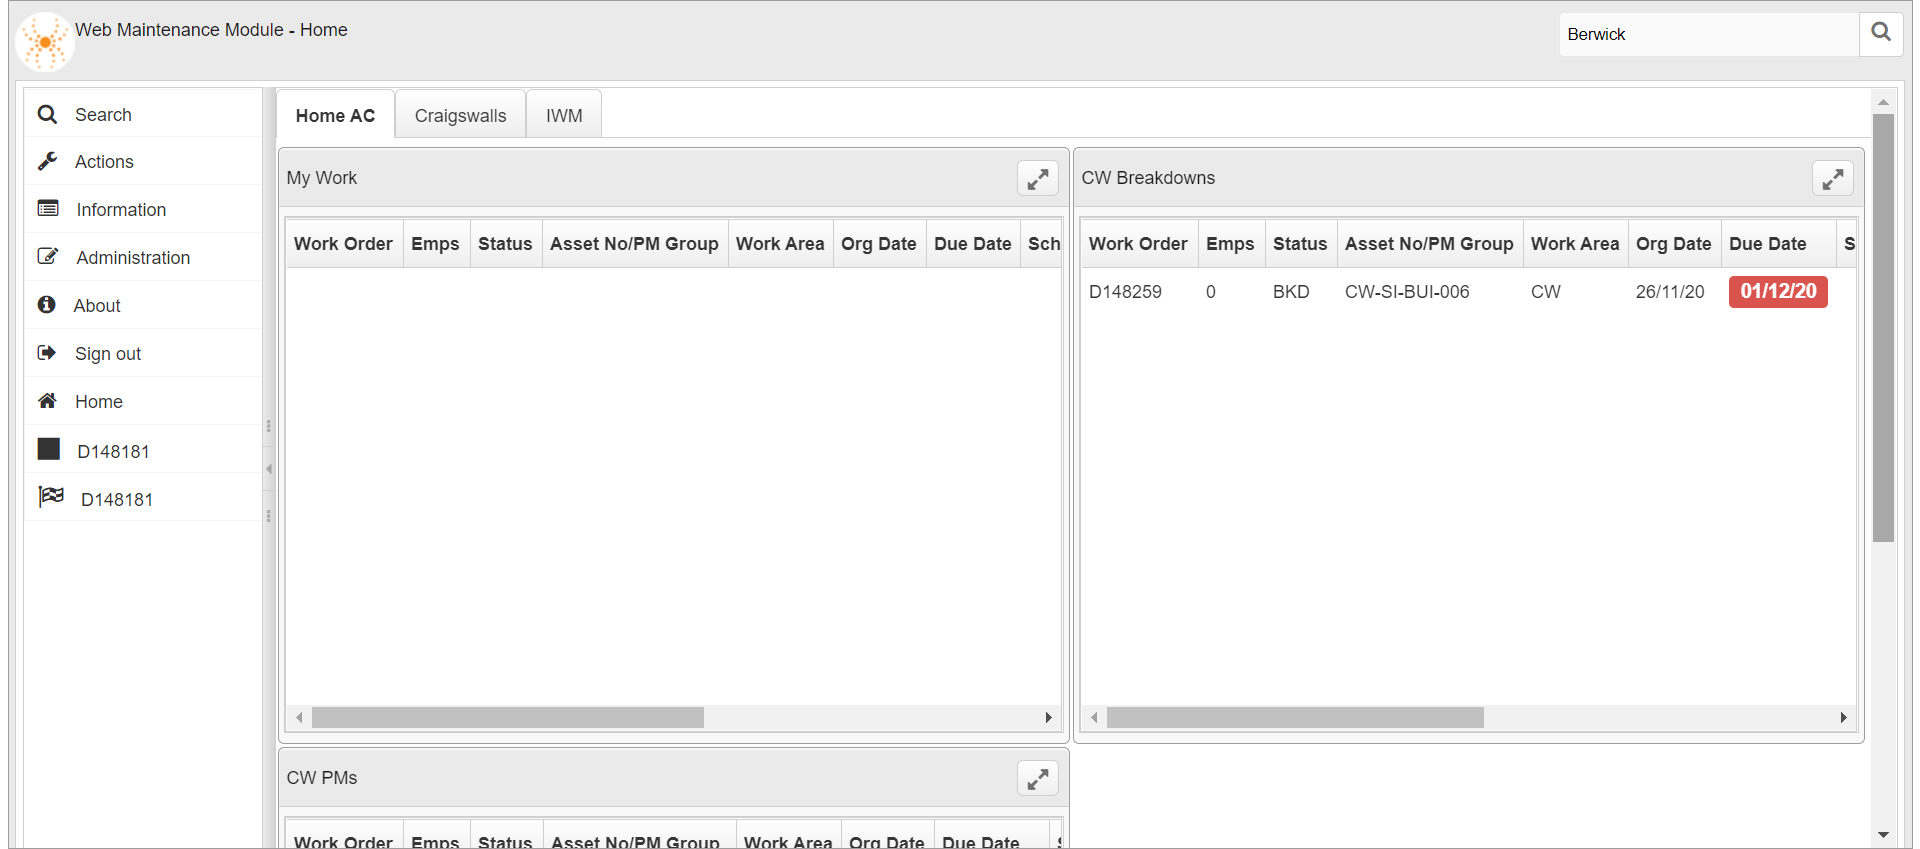 Web Maintenance Module - Home
Berwick
Search
Actions
Information
Administration
About
Sign out
Home
D148181
D148181
Home AC Craigswalls IWM
My Work
Work Order Emps Status Asset No/PM Group Work Area Org Date Due Date Sch
CW Breakdowns
Work Order Emps Status Asset No/PM Group Work Area Org Date Due Date S
D148259 0 BKD CW-SI-BUI-006 CW 26/11/20 01/12/20
CW PMs
Work Order Emps Status Asset No/PM Group Work Area Org Date Due Date